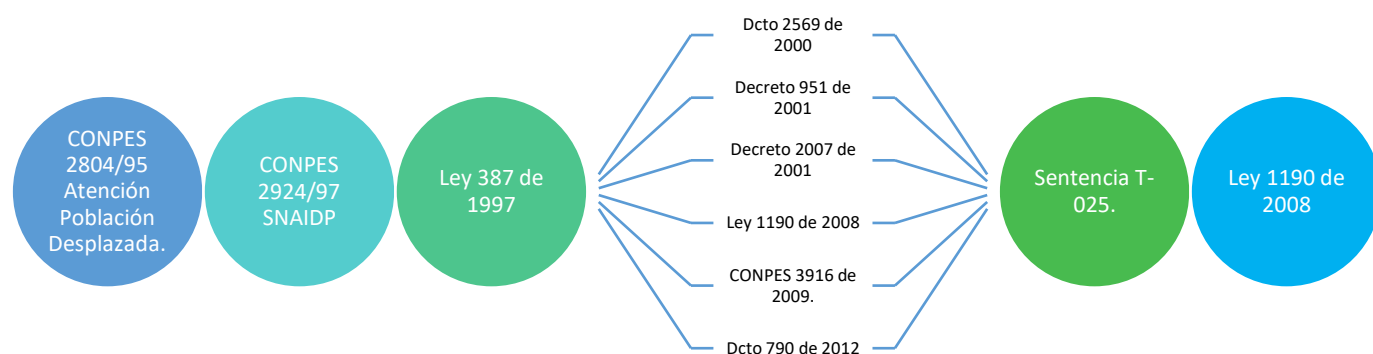 CONPES
2804/95
Atención
Población
Desplazada.
CONPES
2924/97
SNAIDP
Ley 387 de
1997
Dcto 2569 de
2000
Decreto 951 de
2001
Decreto 2007 de
2001
Ley 1190 de 2008
CONPES 3916 de
2009.
Dcto 790 de 2012
Sentencia T-
025.
Ley 1190 de
2008